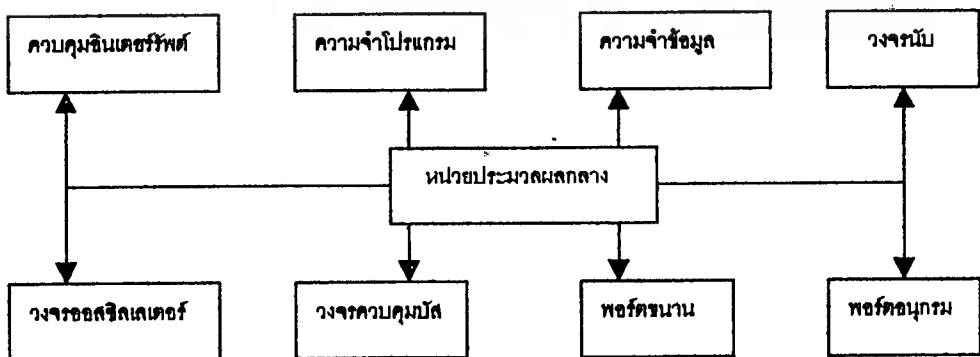 ควบคุมอินเตอร์รัพต์
ความจำโปรแกรม
ความจำข้อมูล
วงจรนับ
หน่วยประมวลผลกลาง
วงจรออสซิลเลเตอร์
วงจรควบคุมบัส
พอร์ตขนาน
พอร์ตอนุกรม